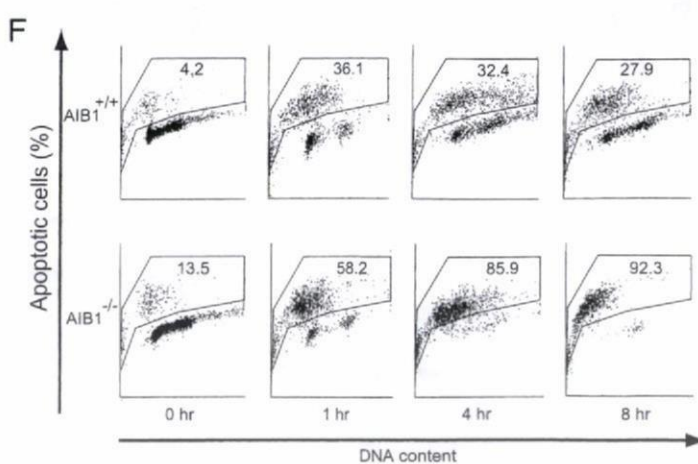 F
Apoptotic cells (%)
AIB1+/+
4,2
36.1
32.4
27.9
AIB1-/-
13.5
58.2
85.9
92.3
0 hr
1 hr
4 hr
8 hr
DNA content